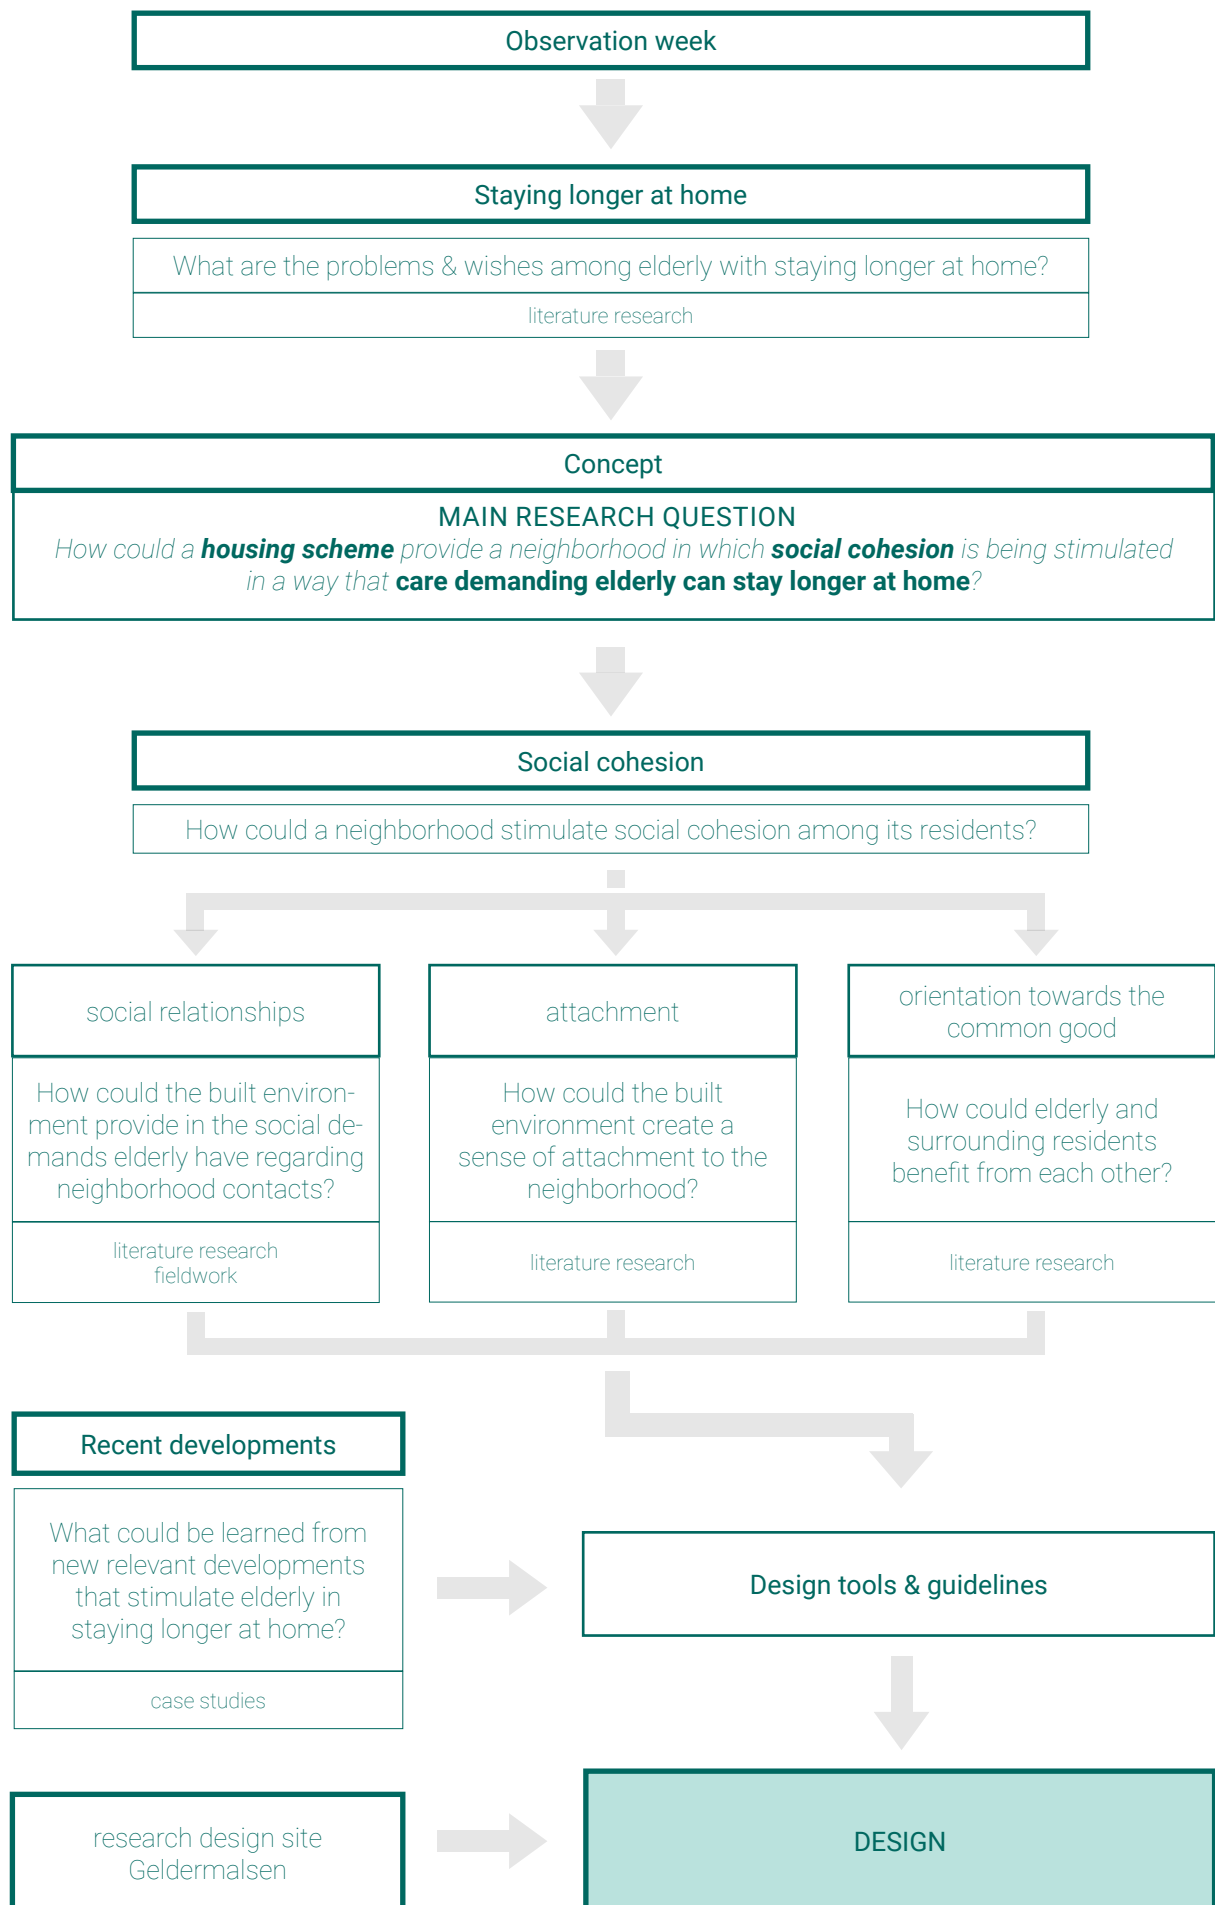 Observation week
Staying longer at home
What are the problems & wishes among elderly with staying longer at home?
literature research
Concept
MAIN RESEARCH QUESTION
How could a housing scheme provide a neighborhood in which social cohesion is being stimulated
in a way that care demanding elderly can stay longer at home?
Social cohesion
How could a neighborhood stimulate social cohesion among its residents?
social relationships
How could the built environ-
ment provide in the social de-
mands elderly have regarding
neighborhood contacts?
literature research
fieldwork
attachment
How could the built
environment create a
sense of attachment to the
neighborhood?
literature research
orientation towards the
common good
How could elderly and
surrounding residents
benefit from each other?
literature research
Recent developments
What could be learned from
new relevant developments
that stimulate elderly in
staying longer at home?
case studies
Design tools & guidelines
research design site
Geldermalsen
DESIGN